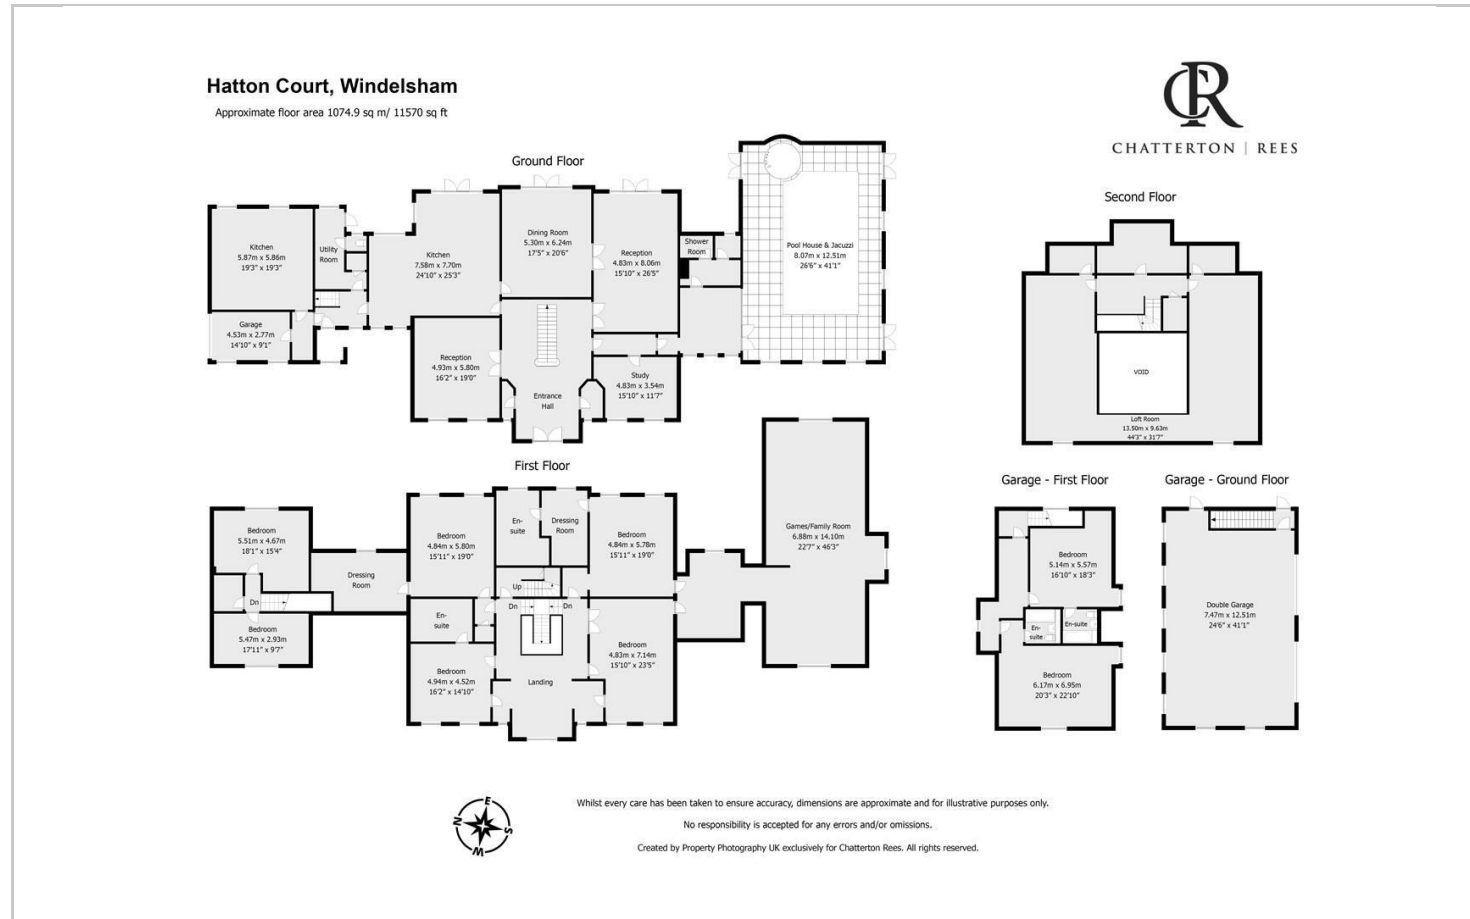 Hatton Court, Windelsham
Approximate floor area 1074.9 sq m/ 11570 sq ft
CR
CHATTERTON | REES
Ground Floor
Kitchen
5.87m x 5.86m
19'3" x 19'3"
Utility
Room
Garage
4.53m x 2.77m
14'10" x 9'1"
Kitchen
7.58m x 7.70m
24'10" x 25'3"
Dining Room
5.30m x 6.24m
17'5" x 20'6"
Reception
4.83m x 8.06m
15'10" x 26'5"
Shower
Room
Pool House & Jacuzzi
8.07m x 12.51m
26'6" x 41'1"
Reception
4.93m x 5.80m
16'2" x 19'0"
Entrance
Hall
Study
4.83m x 3.54m
15'10" x 11'7"
Second Floor
VOID
Loft Room
13.50m x 9.63m
44'3" x 31'7"
First Floor
Bedroom
5.51m x 4.67m
18'1" x 15'4"
Dn
Bedroom
5.47m x 2.93m
17'11" x 9'7"
Dressing
Room
Bedroom
4.84m x 5.80m
15'11" x 19'0"
En-
suite
Dressing
Room
Bedroom
4.84m x 5.78m
15'11" x 19'0"
Up
Dn
Dn
En-
suite
Bedroom
4.94m x 4.52m
16'2" x 14'10"
Landing
Bedroom
4.83m x 7.14m
15'10" x 23'5"
Games/Family Room
6.88m x 14.10m
22'7" x 46'3"
Garage - First Floor
Bedroom
5.14m x 5.57m
16'10" x 18'3"
En-
suite
En-suite
Bedroom
6.17m x 6.95m
20'3" x 22'10"
Garage - Ground Floor
Double Garage
7.47m x 12.51m
24'6" x 41'1"
E
N
S
W
Whilst every care has been taken to ensure accuracy, dimensions are approximate and for illustrative purposes only.
No responsibility is accepted for any errors and/or omissions.
Created by Property Photography UK exclusively for Chatterton Rees. All rights reserved.